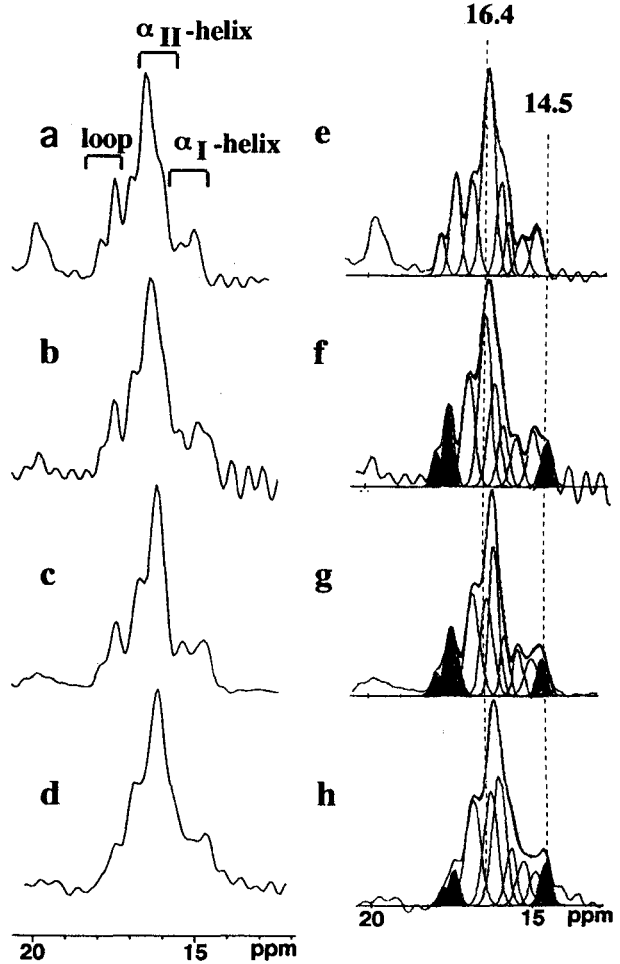 α II -helix
16.4
14.5
a
loop
α I -helix
e
b
f
c
g
d
h
20
15
ppm
20
15
ppm